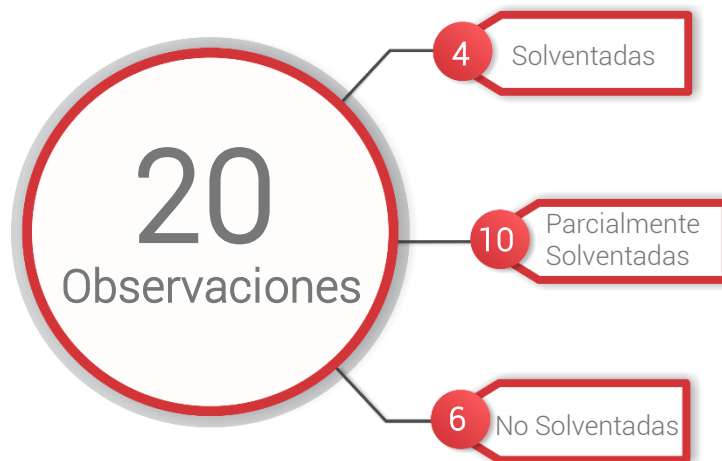 20
Observaciones
4
Solventadas
10
Parcialmente
Solventadas
6
No Solventadas